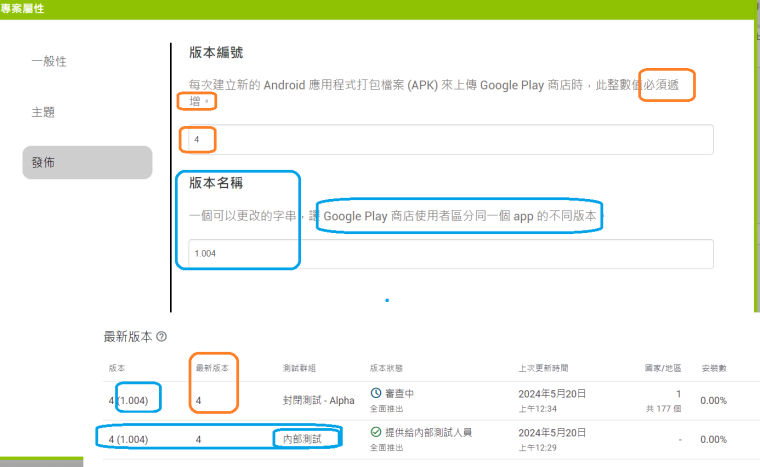 專案屬性
一般性
主題
發佈
版本編號
每次建立新的 Android 應用程式打包檔案 (APK) 來上傳 Google Play 商店時，此整數值必須遞
增。
4
版本名稱
一個可以更改的字串，讓 Google Play 商店使用者區分同一個 app 的不同版本。
1.004
最新版本
版本 最新版本 測試群組 版本狀態 上次更新時間 國家/地區 安裝數
4 (1.004) 4 封閉測試 - Alpha 審查中 2024年5月20日 1 0.00%
全面推出 上午12:34 共 177 個
4 (1.004) 4 內部測試 提供給內部測試人員 2024年5月20日 - 0.00%
全面推出 上午12:29